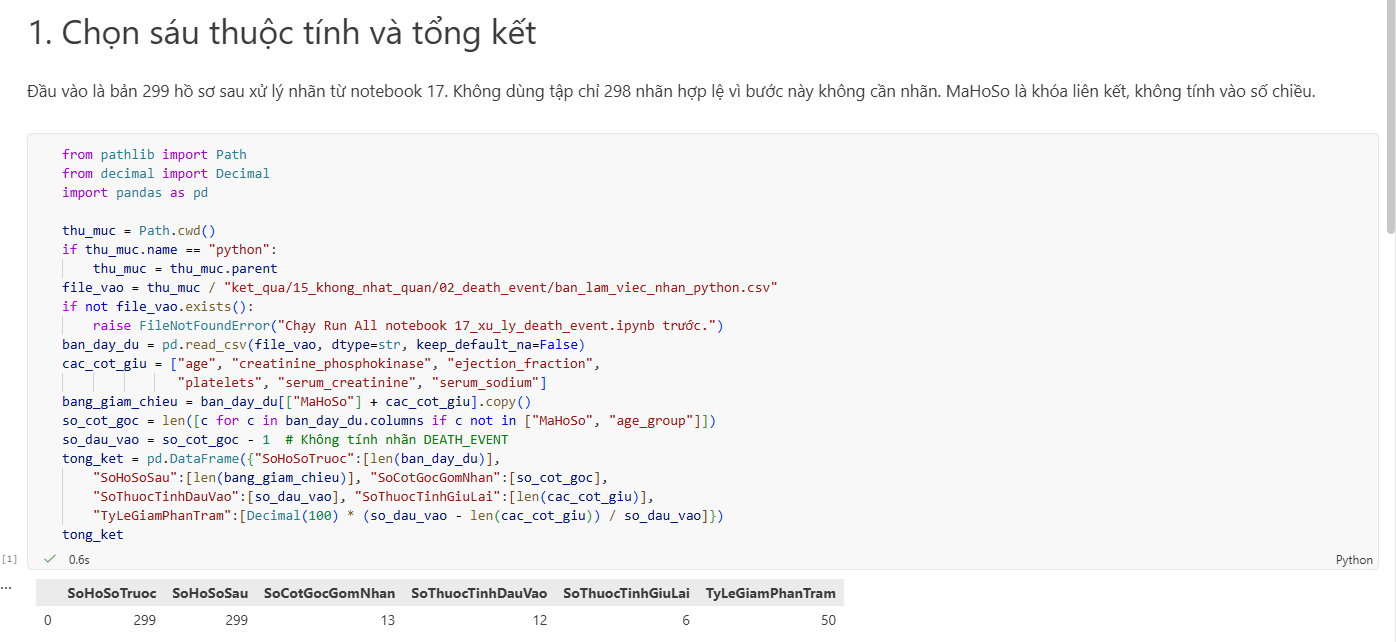 1. Chọn sáu thuộc tính và tổng kết
Đầu vào là bản 299 hồ sơ sau xử lý nhãn từ notebook 17. Không dùng tập chỉ 298 nhãn hợp lệ vì bước này không cần nhãn. MaHoSo là khóa liên kết, không tính vào số chiều.
from pathlib import Path
from decimal import Decimal
import pandas as pd
thu_muc = Path.cwd()
if thu_muc.name == "python":
    thu_muc = thu_muc.parent
file_vao = thu_muc / "ket_qua/15_khong_nhat_quan/02_death_event/ban_lam_viec_nhan_python.csv"
if not file_vao.exists():
    raise FileNotFoundError("Chạy Run All notebook 17_xu_ly_death_event.ipynb trước.")
ban_day_du = pd.read_csv(file_vao, dtype=str, keep_default_na=False)
cac_cot_giu = ["age", "creatinine_phosphokinase", "ejection_fraction",
               "platelets", "serum_creatinine", "serum_sodium"]
bang_giam_chieu = ban_day_du[["MaHoSo"] + cac_cot_giu].copy()
so_cot_goc = len([c for c in ban_day_du.columns if c not in ["MaHoSo", "age_group"]])
so_dau_vao = so_cot_goc - 1  # Không tính nhãn DEATH_EVENT
tong_ket = pd.DataFrame({"SoHoSoTruoc":[len(ban_day_du)],
    "SoHoSoSau":[len(bang_giam_chieu)], "SoCotGocGomNhan":[so_cot_goc],
    "SoThuocTinhDauVao":[so_dau_vao], "SoThuocTinhGiuLai":[len(cac_cot_giu)],
    "TyLeGiamPhanTram":[Decimal(100) * (so_dau_vao - len(cac_cot_giu)) / so_dau_vao]})
tong_ket
[1] ✓ 0.6s Python
... SoHoSoTruoc SoHoSoSau SoCotGocGomNhan SoThuocTinhDauVao SoThuocTinhGiuLai TyLeGiamPhanTram
0 299 299 13 12 6 50